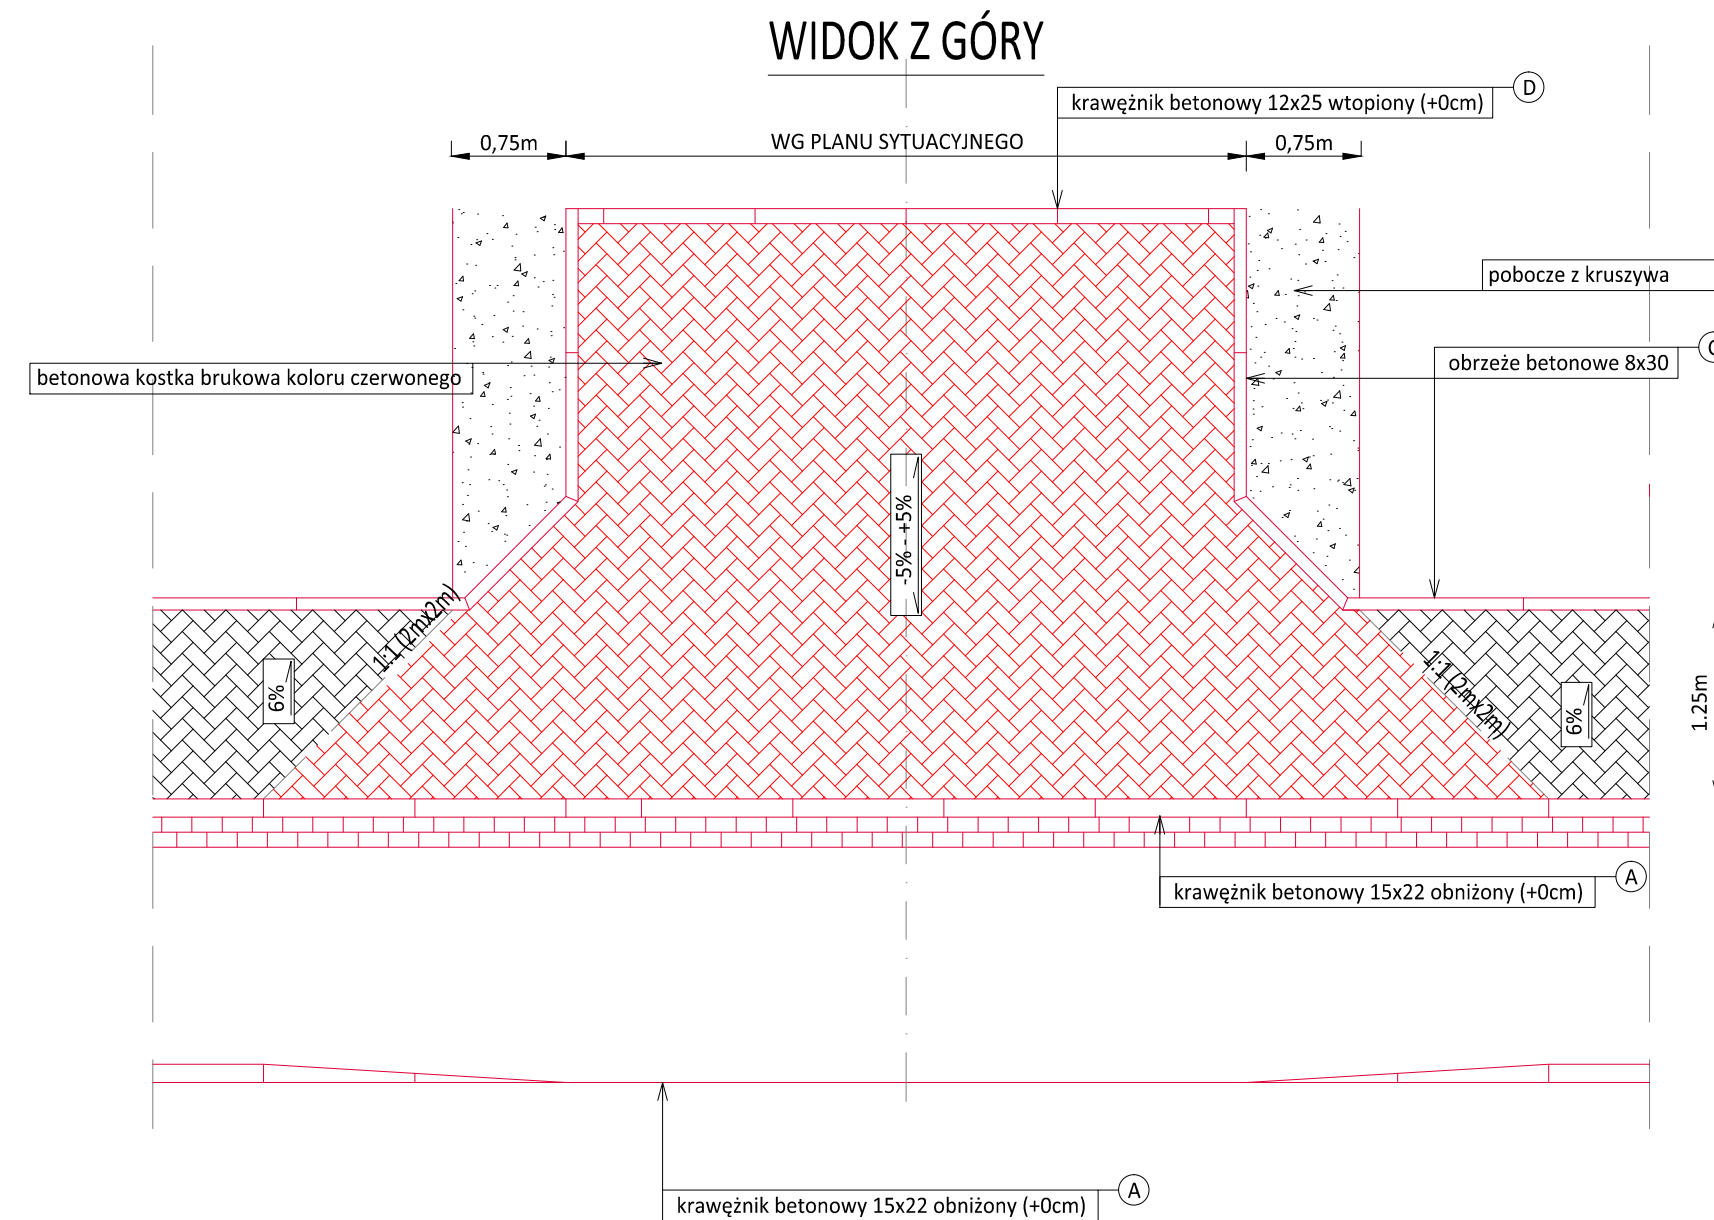 WIDOK Z GÓRY
D
krawężnik betonowy 12x25 wtopiony (+0cm)
0,75m
WG PLANU SYTUACYJNEGO
0,75m
pobocze z kruszywa
obrzeże betonowe 8x30
betonowa kostka brukowa koloru czerwonego
-5% - +5%
1:1 (2mx2m)
1:1 (2mx2m)
6%
6%
1.25m
A
krawężnik betonowy 15x22 obniżony (+0cm)
A
krawężnik betonowy 15x22 obniżony (+0cm)